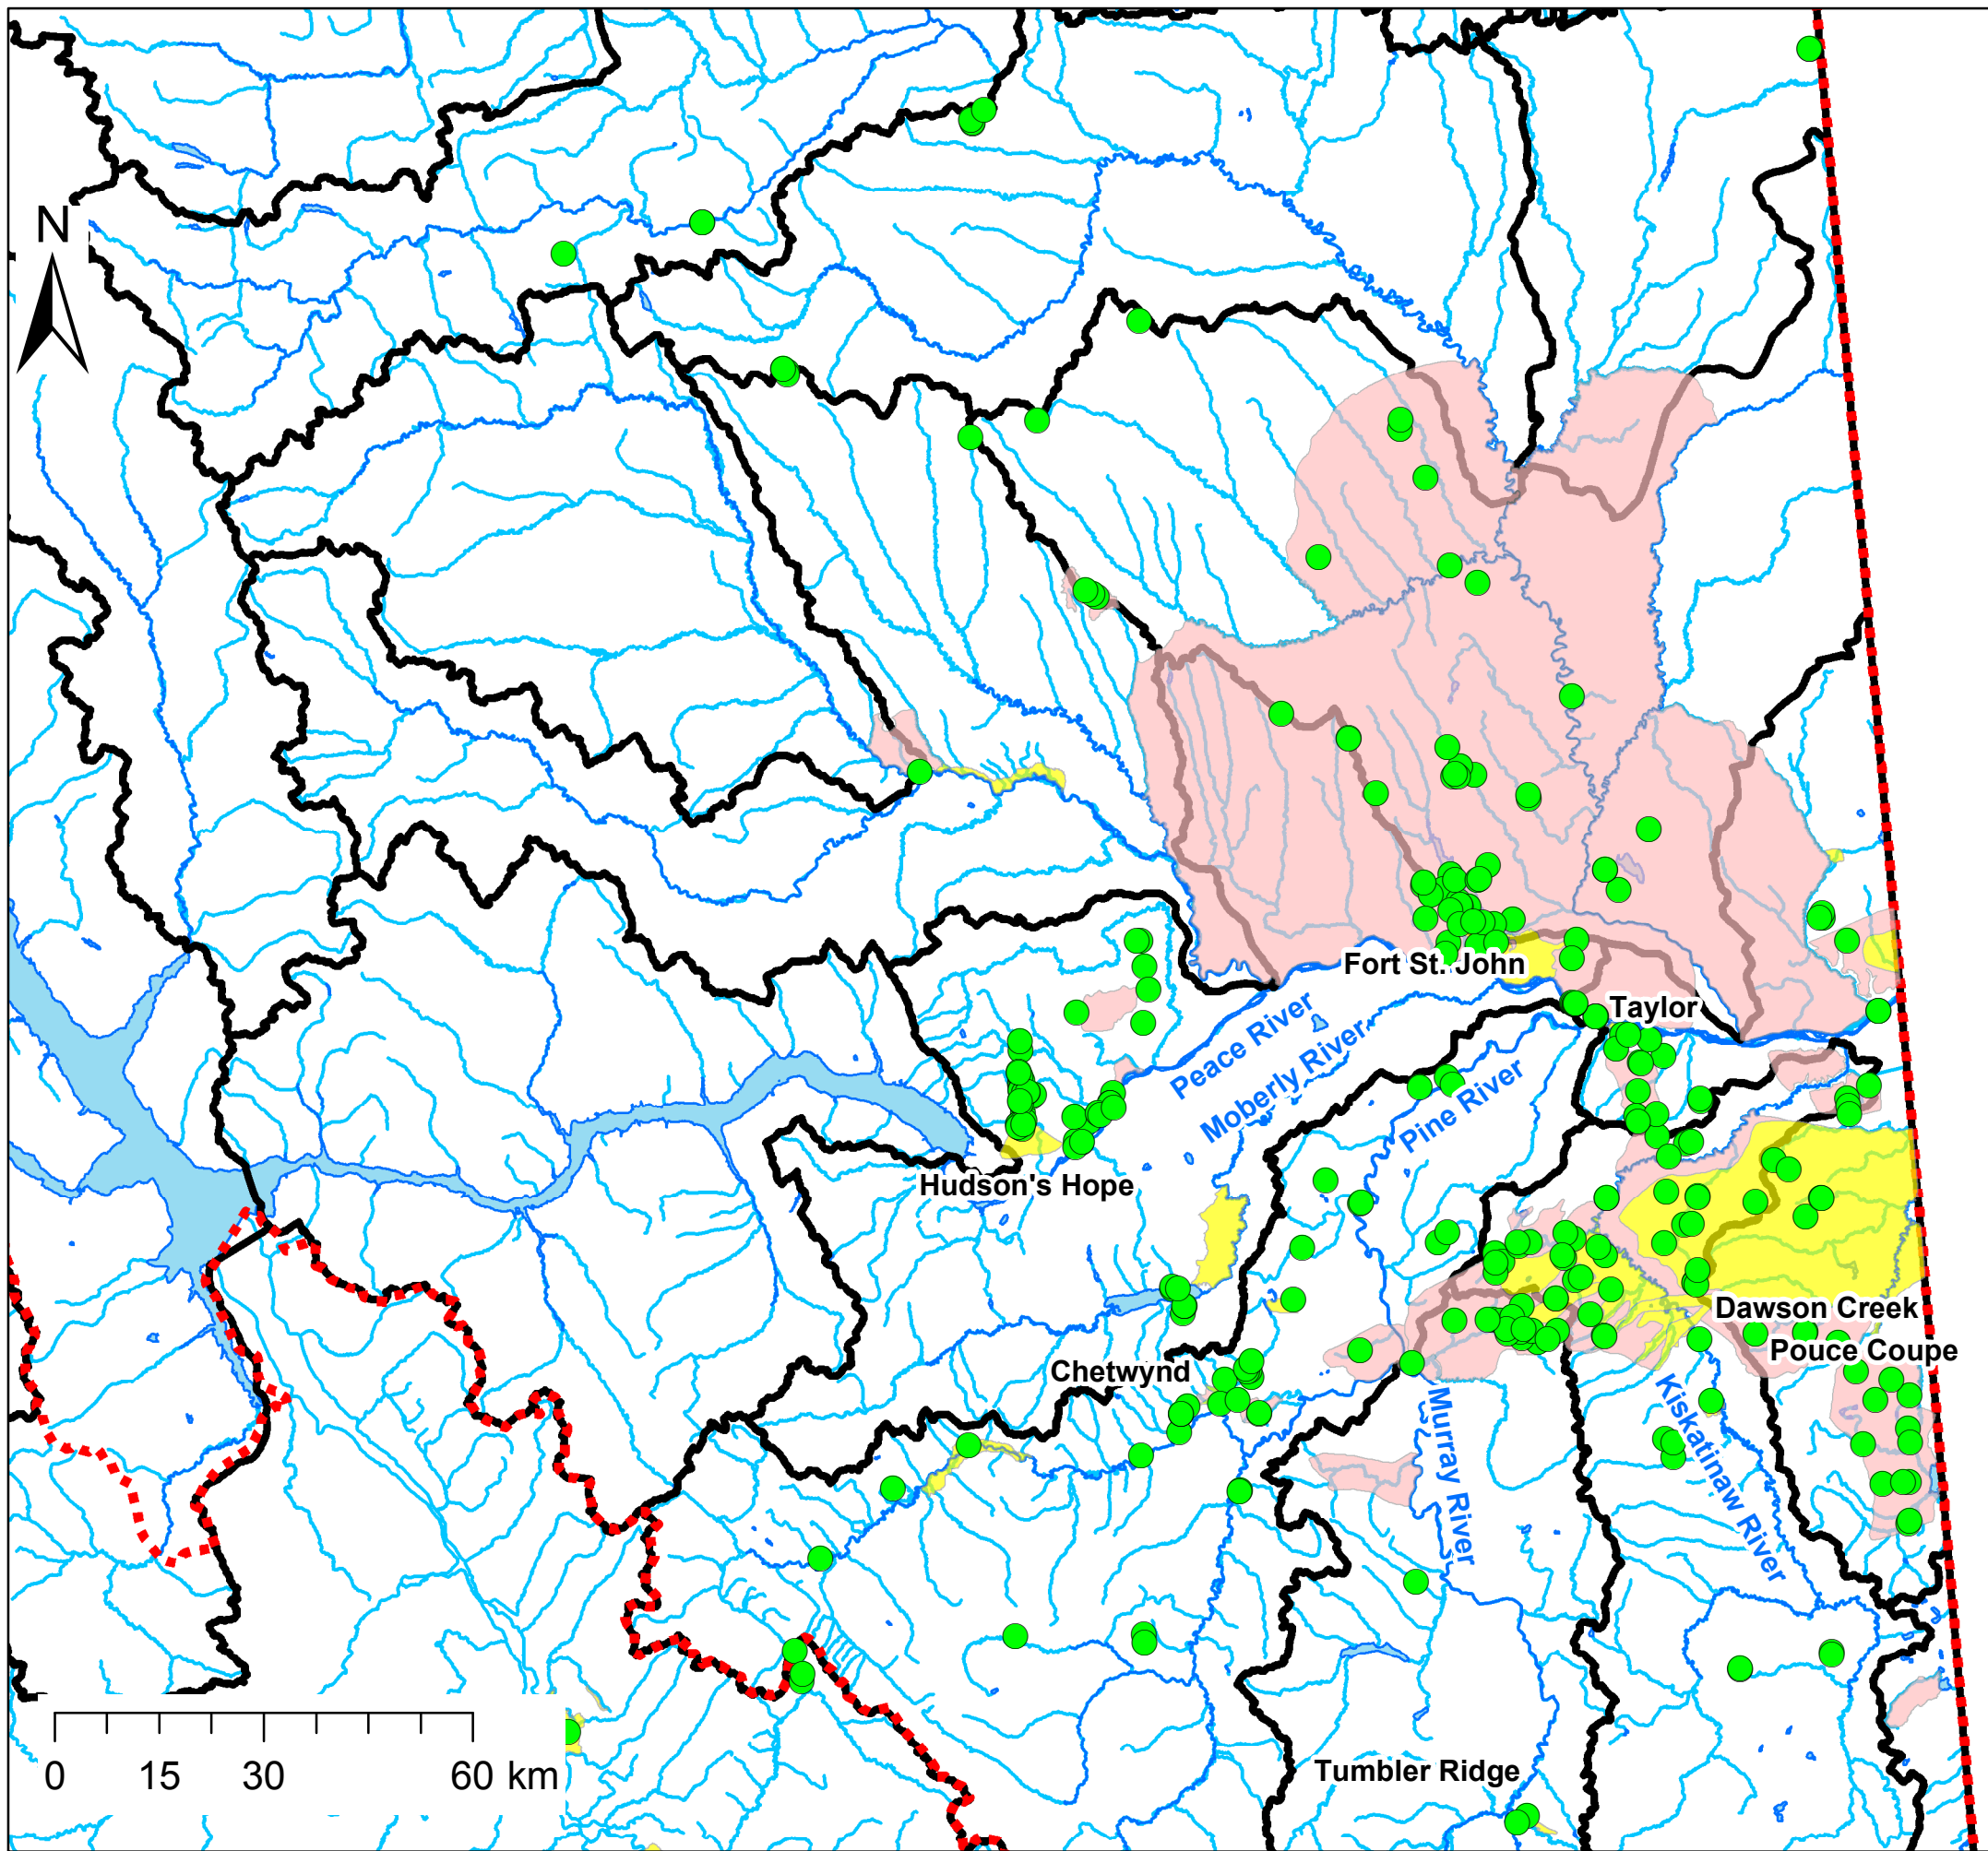 N
Fort St. John
Taylor
Peace River
Moberly River
Pine River
Hudson's Hope
Dawson Creek
Pouce Coupe
Chetwynd
Murray River
Kiskatinaw River
Tumbler Ridge
0 15 30 60 km